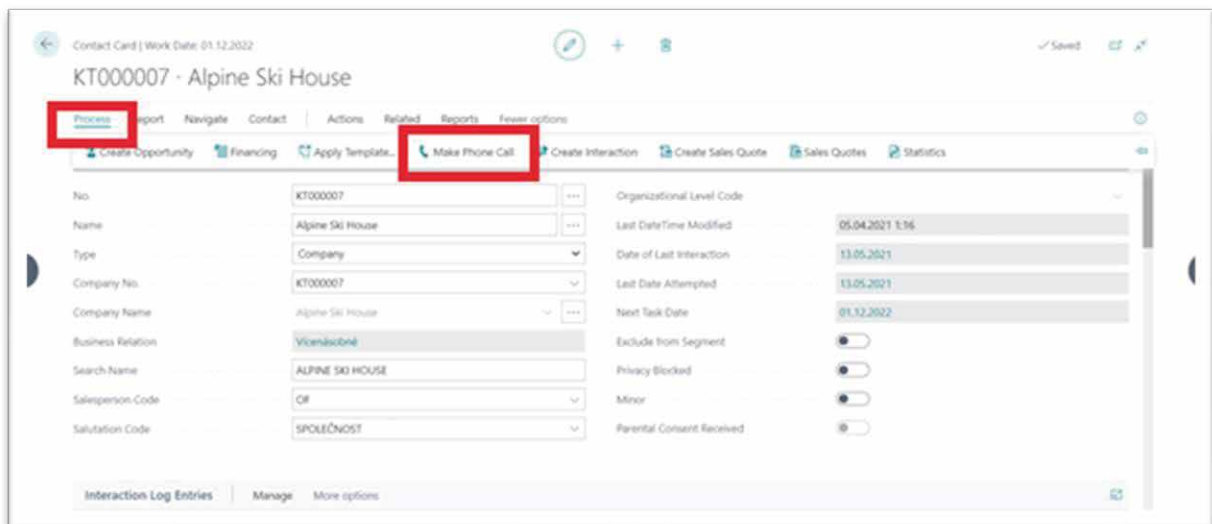 Contact Card | Work Date: 01.12.2022
Saved
KT000007 · Alpine Ski House
Process Report Navigate Contact Actions Related Reports Fewer options
Create Opportunity Financing Apply Template... Make Phone Call Create Interaction Create Sales Quote Sales Quotes Statistics
No. KT000007 Organizational Level Code
Name Alpine Ski House Last DateTime Modified 05.04.2021 1:16
Type Company Date of Last Interaction 13.05.2021
Company No. KT000007 Last Date Attempted 13.05.2021
Company Name Alpine Ski House Next Task Date 01.12.2022
Business Relation Vícenásobné Exclude from Segment
Search Name ALPINE SKI HOUSE Privacy Blocked
Salesperson Code Minor
Salutation Code SPOLEČNOST Parental Consent Received
Interaction Log Entries Manage More options